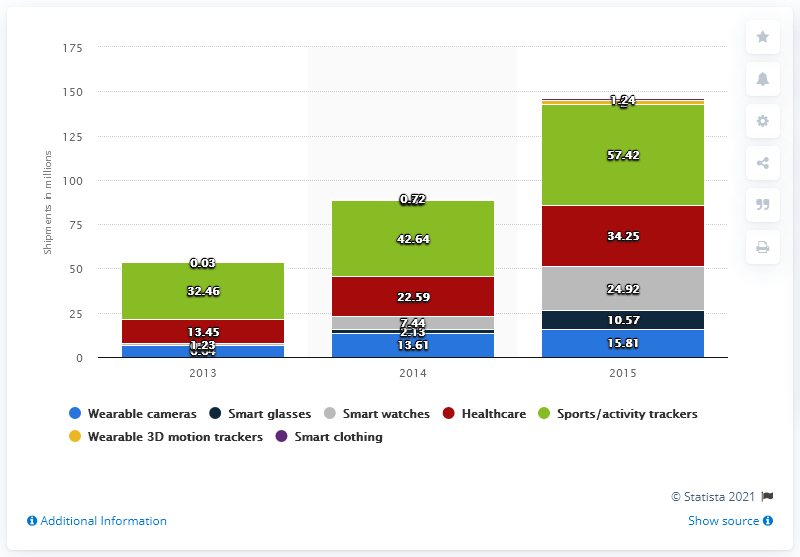 175
150
125
100
75
50
25
0
Shipments in millions
0.03
32.46
13.45
1.23
0.72
42.64
22.59
7.44
2.13
13.61
1.24
57.42
34.25
24.92
10.57
15.81
2013
2014
2015
Wearable cameras
Smart glasses
Smart watches
Healthcare
Sports/activity trackers
Wearable 3D motion trackers
Smart clothing
© Statista 2021
Additional Information
Show source